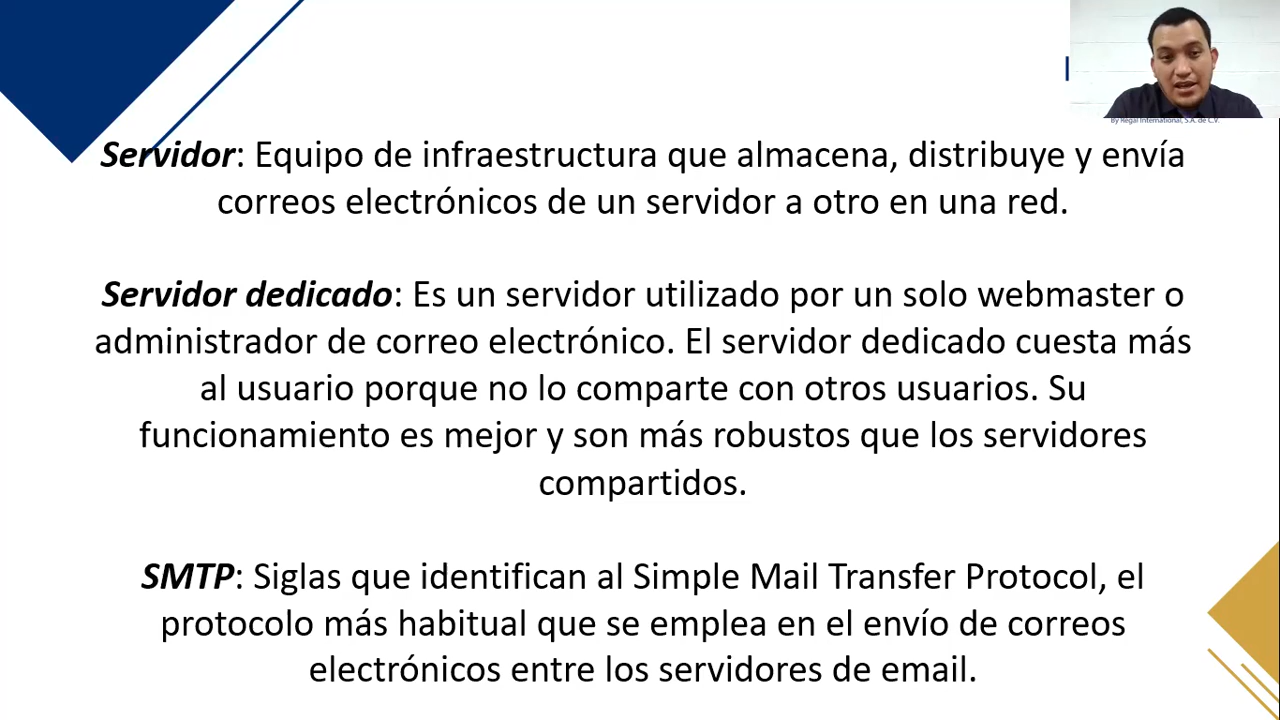 By Regal International, S.A. de C.V.
Servidor: Equipo de infraestructura que almacena, distribuye y envía
correos electrónicos de un servidor a otro en una red.
Servidor dedicado: Es un servidor utilizado por un solo webmaster o
administrador de correo electrónico. El servidor dedicado cuesta más
al usuario porque no lo comparte con otros usuarios. Su
funcionamiento es mejor y son más robustos que los servidores
compartidos.
SMTP: Siglas que identifican al Simple Mail Transfer Protocol, el
protocolo más habitual que se emplea en el envío de correos
electrónicos entre los servidores de email.